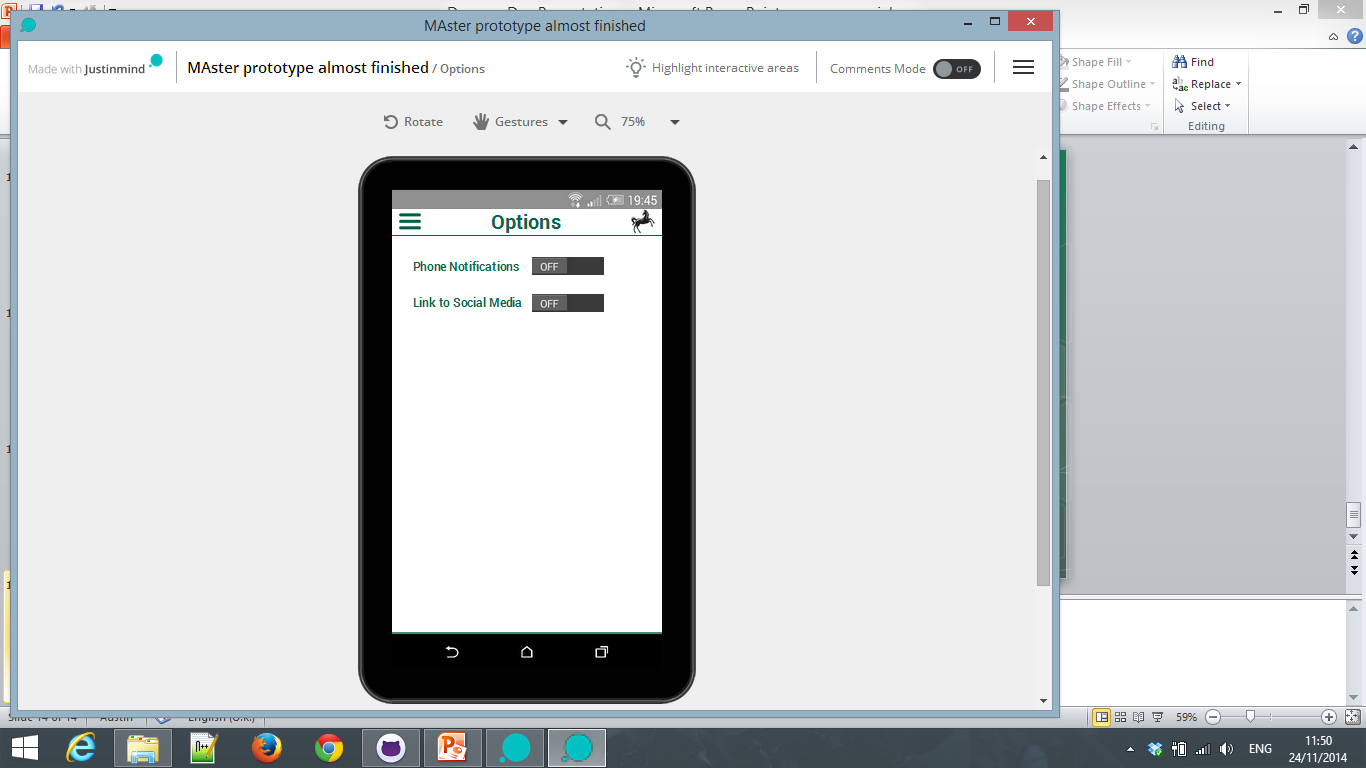 MAster prototype almost finished
Made with Justinmind
MAster prototype almost finished / Options
Highlight interactive areas
Comments Mode OFF
Rotate
Gestures
75%
19:45
Options
Phone Notifications OFF
Link to Social Media OFF
Shape Fill
Shape Outline
Shape Effects
Find
Replace
Select
Editing
English (U.K.)
59%
ENG
11:50
24/11/2014